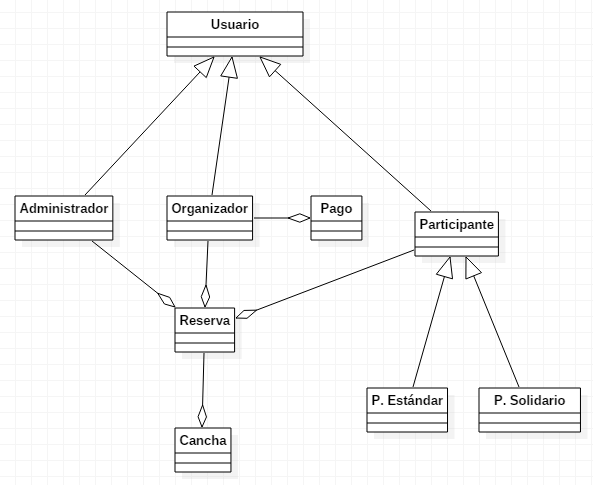 Usuario
Administrador
Organizador
Pago
Participante
Reserva
P. Estándar
P. Solidario
Cancha